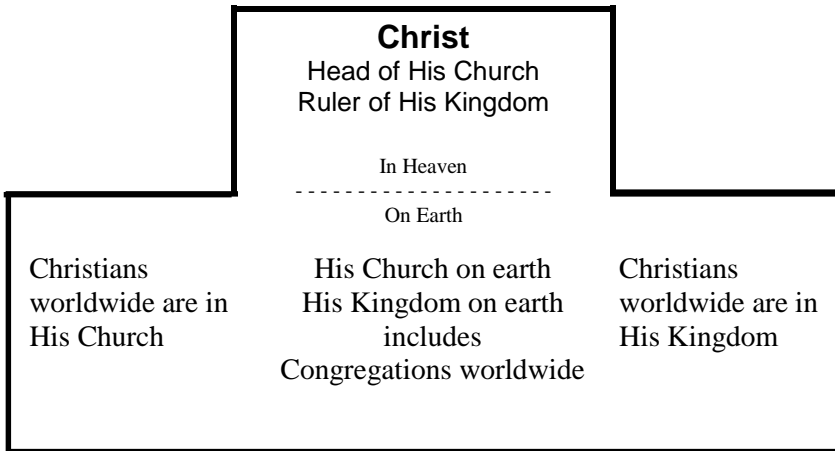 Christ
Head of His Church
Ruler of His Kingdom
In Heaven
- - - - - - - - - - - - - - - - - - - - -
On Earth
Christians
worldwide are in
His Church
His Church on earth
His Kingdom on earth
includes
Congregations worldwide
Christians
worldwide are in
His Kingdom